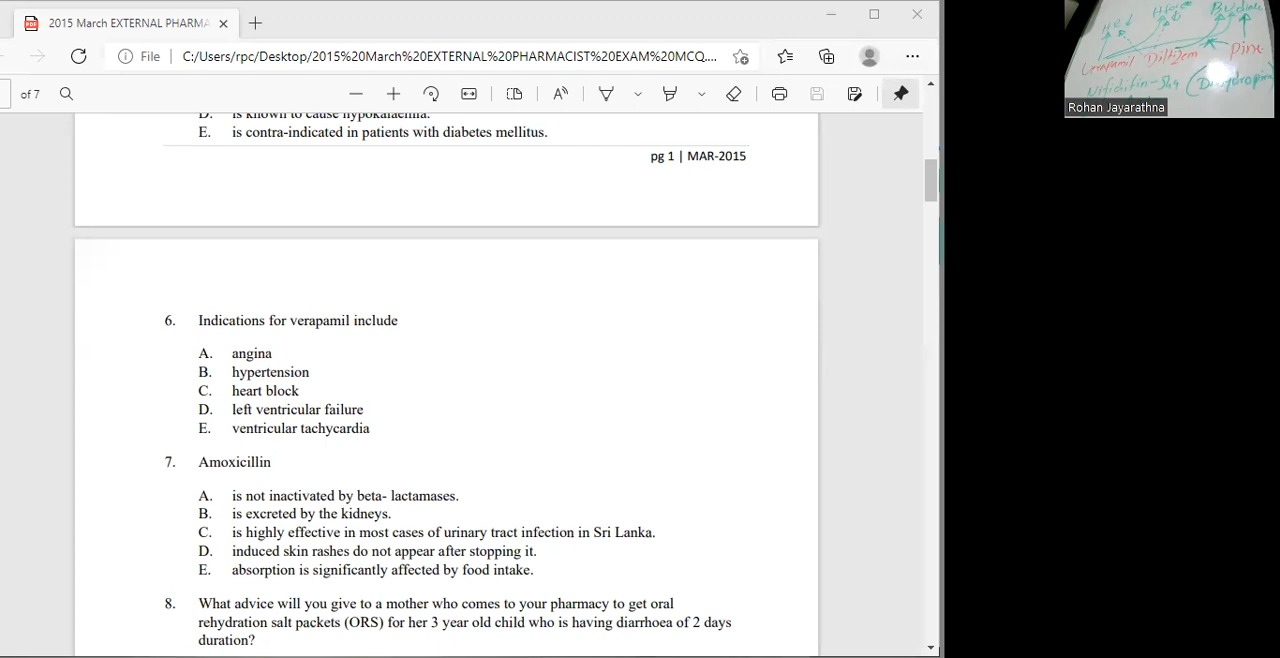 2015 March EXTERNAL PHARMA
File C:/Users/rpc/Desktop/2015%20March%20EXTERNAL%20PHARMACIST%20EXAM%20MCQ....
of 7
D. is known to cause hypokalaemia.
E. is contra-indicated in patients with diabetes mellitus.
pg 1 | MAR-2015
6. Indications for verapamil include
A. angina
B. hypertension
C. heart block
D. left ventricular failure
E. ventricular tachycardia
7. Amoxicillin
A. is not inactivated by beta- lactamases.
B. is excreted by the kidneys.
C. is highly effective in most cases of urinary tract infection in Sri Lanka.
D. induced skin rashes do not appear after stopping it.
E. absorption is significantly affected by food intake.
8. What advice will you give to a mother who comes to your pharmacy to get oral
rehydration salt packets (ORS) for her 3 year old child who is having diarrhoea of 2 days
duration?
Diltizem
Rohan Jayarathna